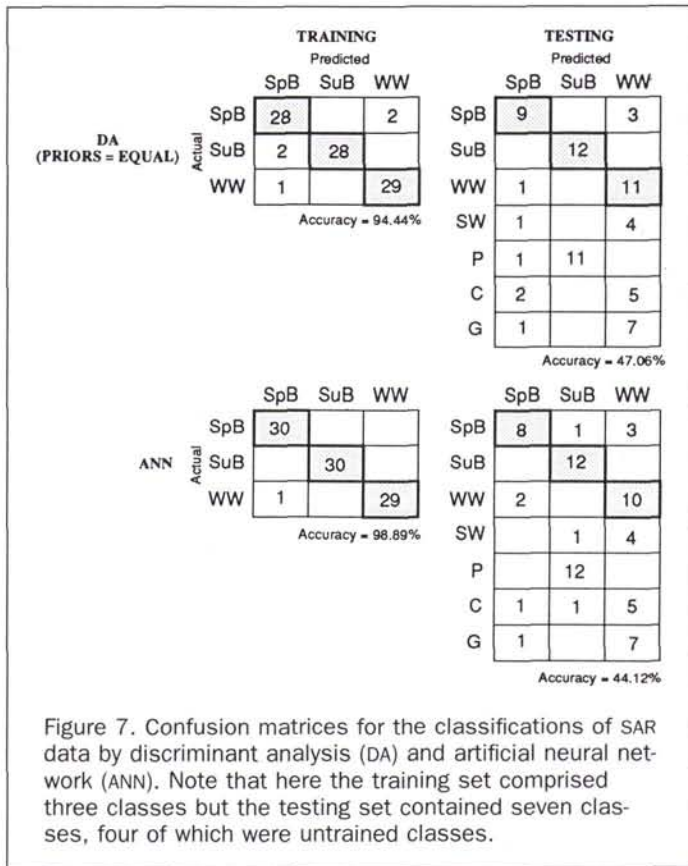 TRAINING TESTING
Predicted Predicted
SpB SuB WW SpB SuB WW
DA
(PRIORS = EQUAL)
Actual
SpB 28 2
SuB 2 28
WW 1 29
Accuracy = 94.44%
SpB 9 3
SuB 12
WW 1 11
SW 1 4
P 1 11
C 2 5
G 1 7
Accuracy = 47.06%
SpB SuB WW SpB SuB WW
ANN
Actual
SpB 30
SuB 30
WW 1 29
Accuracy = 98.89%
SpB 8 1 3
SuB 12
WW 2 10
SW 1 4
P 12
C 1 1 5
G 1 7
Accuracy = 44.12%
Figure 7. Confusion matrices for the classifications of SAR
data by discriminant analysis (DA) and artificial neural net-
work (ANN). Note that here the training set comprised
three classes but the testing set contained seven clas-
ses, four of which were untrained classes.